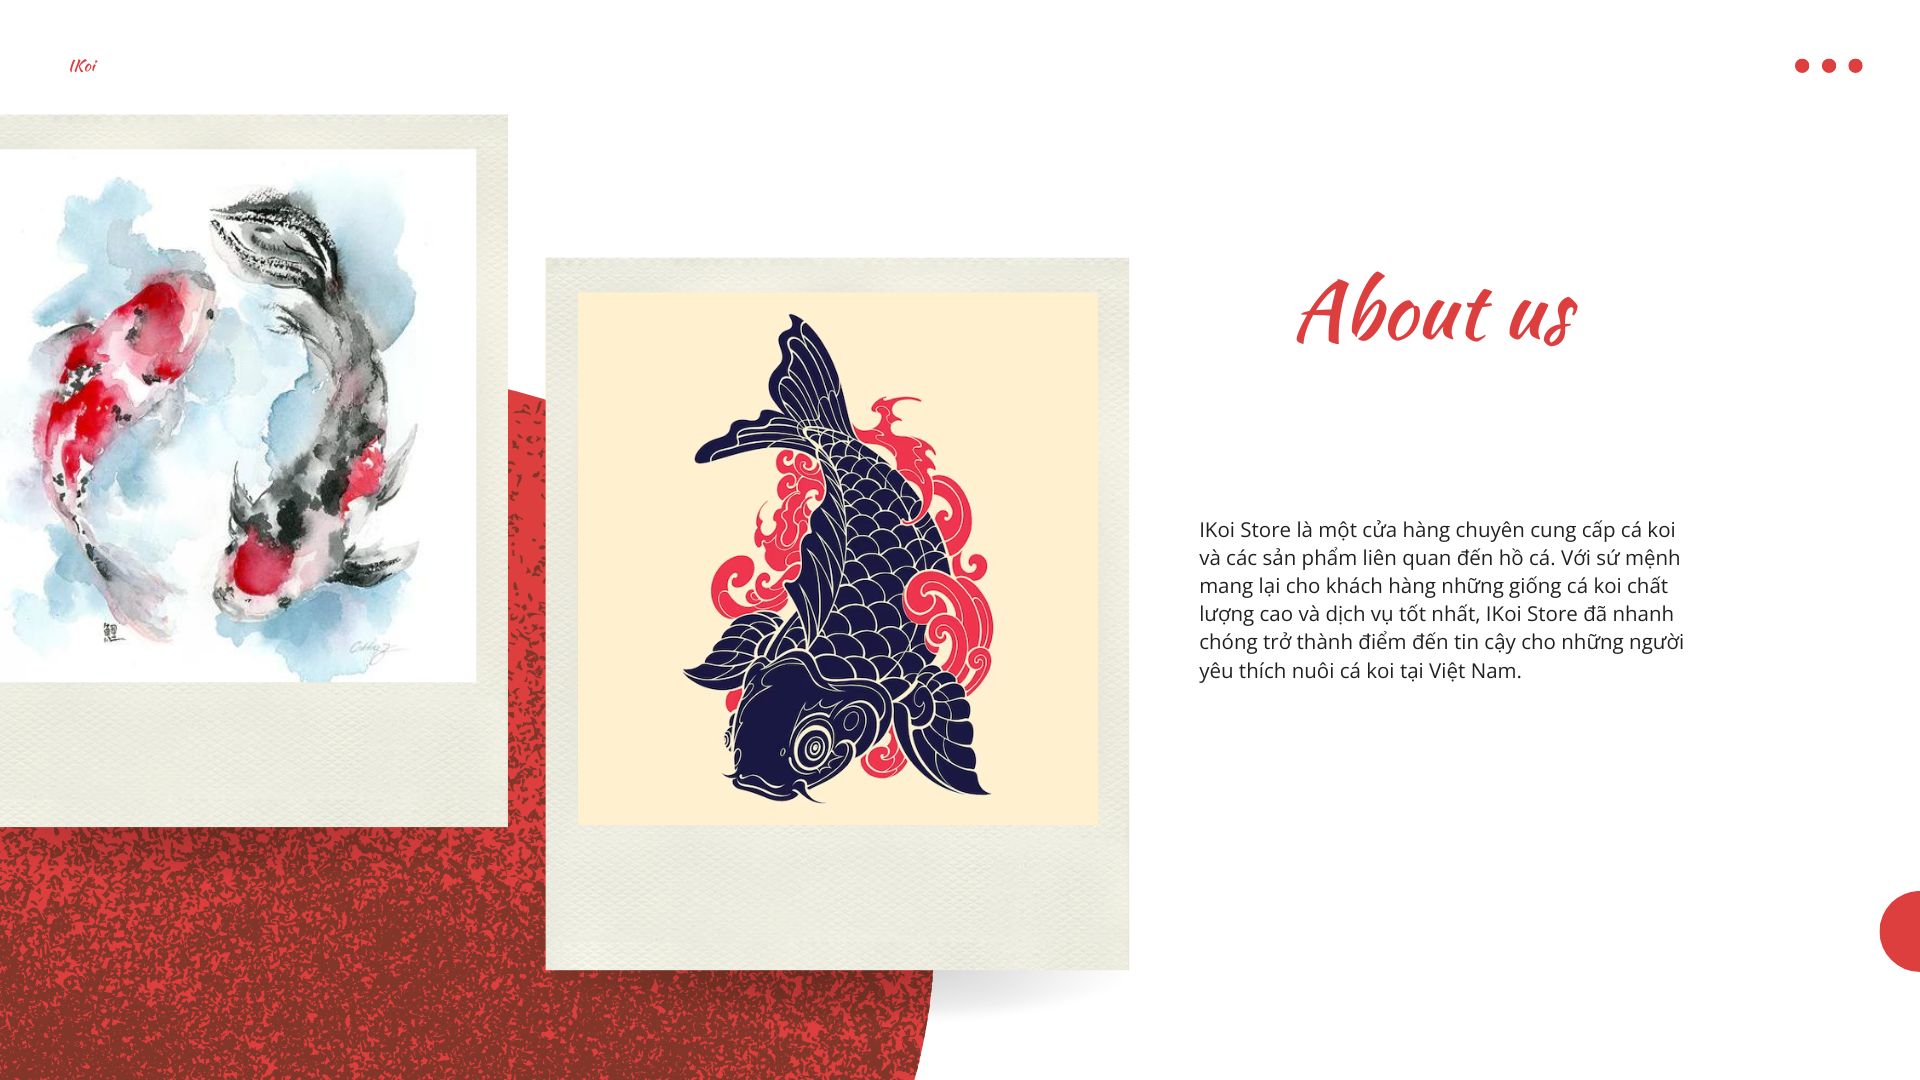 IKoi
About us
IKoi Store là một cửa hàng chuyên cung cấp cá koi
và các sản phẩm liên quan đến hồ cá. Với sứ mệnh
mang lại cho khách hàng những giống cá koi chất
lượng cao và dịch vụ tốt nhất, IKoi Store đã nhanh
chóng trở thành điểm đến tin cậy cho những người
yêu thích nuôi cá koi tại Việt Nam.